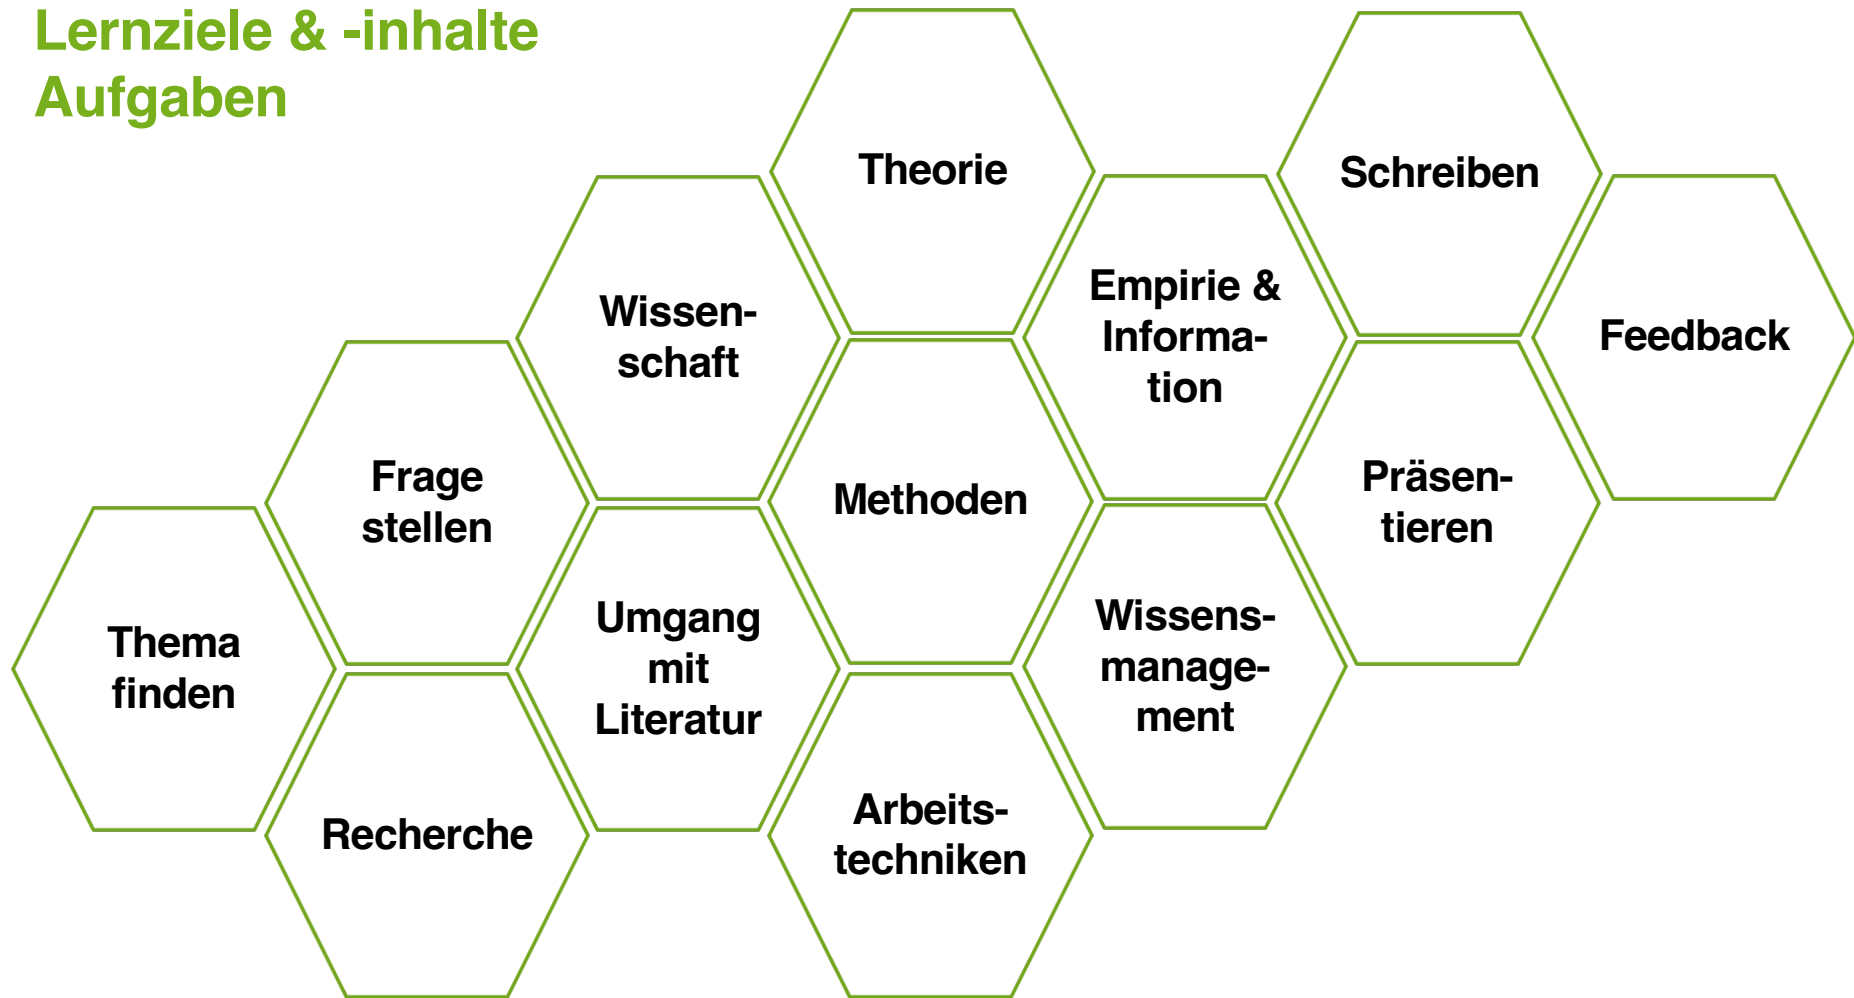 Lernziele & -inhalte
Aufgaben
Theorie
Schreiben
Wissen-
schaft
Empirie &
Informa-
tion
Feedback
Frage
stellen
Methoden
Präsen-
tieren
Thema
finden
Umgang
mit
Literatur
Wissens-
manage-
ment
Recherche
Arbeits-
techniken